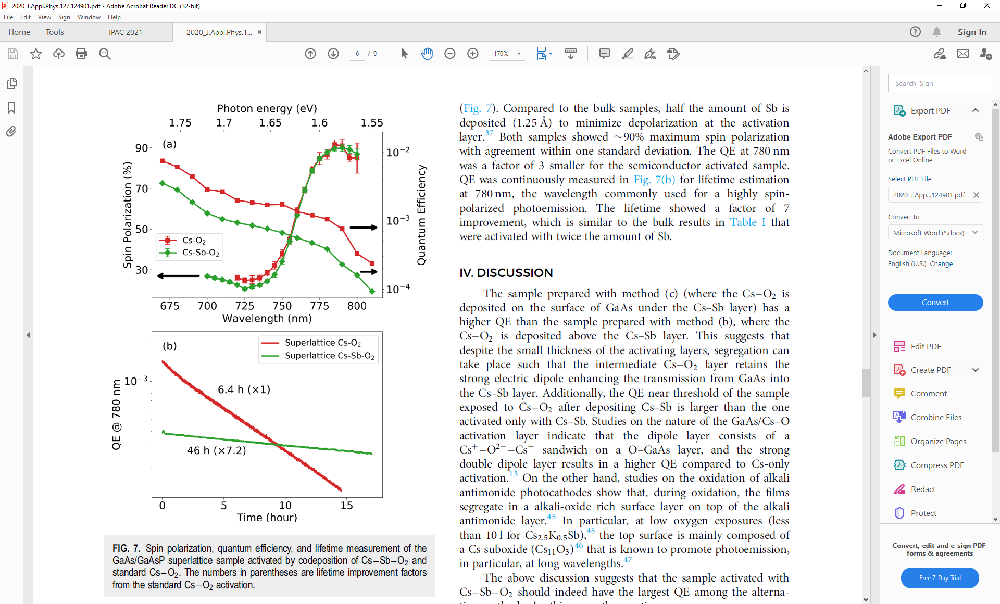 2020_J.Appl.Phys.127.124901.pdf - Adobe Acrobat Reader DC (32-bit)
File Edit View Sign Window Help
Home Tools IPAC 2021 2020_J.Appl.Phys.1... × Sign In
6 / 9 170%
Photon energy (eV)
1.75 1.7 1.65 1.6 1.55
(a)
90
70
50
30
Spin Polarization (%)
10⁻²
10⁻³
10⁻⁴
Quantum Efficiency
Cs-O₂
Cs-Sb-O₂
675 700 725 750 775 800
Wavelength (nm)
(b)
Superlattice Cs-O₂
Superlattice Cs-Sb-O₂
10⁻³
QE @ 780 nm
6.4 h (×1)
46 h (×7.2)
0 5 10 15
Time (hour)
FIG. 7. Spin polarization, quantum efficiency, and lifetime measurement of the
GaAs/GaAsP superlattice sample activated by codeposition of Cs–Sb–O₂ and
standard Cs–O₂. The numbers in parentheses are lifetime improvement factors
from the standard Cs–O₂ activation.
(Fig. 7). Compared to the bulk samples, half the amount of Sb is
deposited (1.25 Å) to minimize depolarization at the activation
layer.³⁷ Both samples showed ∼90% maximum spin polarization
with agreement within one standard deviation. The QE at 780 nm
was a factor of 3 smaller for the semiconductor activated sample.
QE was continuously measured in Fig. 7(b) for lifetime estimation
at 780 nm, the wavelength commonly used for a highly spin-
polarized photoemission. The lifetime showed a factor of 7
improvement, which is similar to the bulk results in Table I that
were activated with twice the amount of Sb.
IV. DISCUSSION
The sample prepared with method (c) (where the Cs–O₂ is
deposited on the surface of GaAs under the Cs–Sb layer) has a
higher QE than the sample prepared with method (b), where the
Cs–O₂ is deposited above the Cs–Sb layer. This suggests that
despite the small thickness of the activating layers, segregation can
take place such that the intermediate Cs–O₂ layer retains the
strong electric dipole enhancing the transmission from GaAs into
the Cs–Sb layer. Additionally, the QE near threshold of the sample
exposed to Cs–O₂ after depositing Cs–Sb is larger than the one
activated only with Cs–Sb. Studies on the nature of the GaAs/Cs–O
activation layer indicate that the dipole layer consists of a
Cs⁺–O²⁻–Cs⁺ sandwich on a O–GaAs layer, and the strong
double dipole layer results in a higher QE compared to Cs-only
activation.¹³ On the other hand, studies on the oxidation of alkali
antimonide photocathodes show that, during oxidation, the films
segregate in a alkali-oxide rich surface layer on top of the alkali
antimonide layer.⁴⁵ In particular, at low oxygen exposures (less
than 10 l for Cs₂.₅K₀.₅Sb),⁴⁵ the top surface is mainly composed of
a Cs suboxide (Cs₁₁O₃)⁴⁶ that is known to promote photoemission,
in particular, at long wavelengths.⁴⁷
The above discussion suggests that the sample activated with
Cs–Sb–O₂ should indeed have the largest QE among the alterna-
Search 'Sign'
Export PDF
Adobe Export PDF
Convert PDF Files to Word
or Excel Online
Select PDF File
2020_J.App...124901.pdf
Convert to
Microsoft Word (*.docx)
Document Language:
English (U.S.) Change
Convert
Edit PDF
Create PDF
Comment
Combine Files
Organize Pages
Compress PDF
Redact
Protect
Convert, edit and e-sign PDF
forms & agreements
Free 7-Day Trial